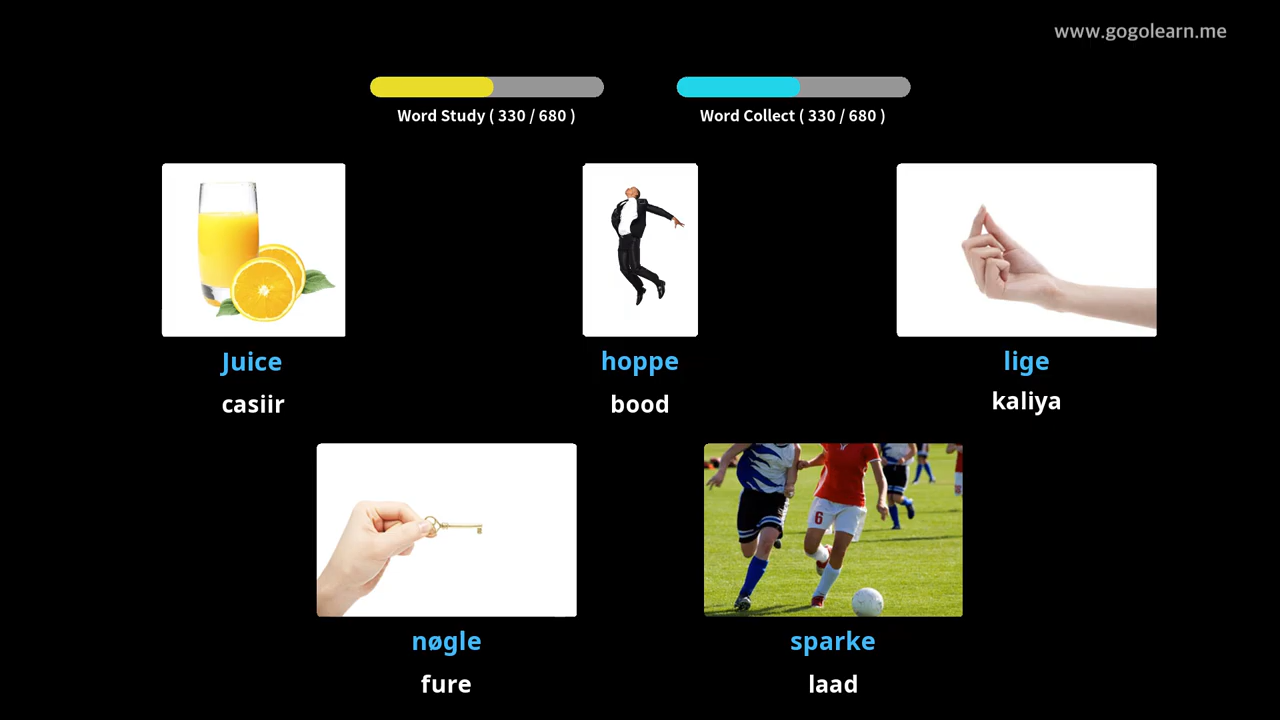 www.gogolearn.me
Word Study ( 330 / 680 )
Word Collect ( 330 / 680 )
Juice
hoppe
lige
casiir
bood
kaliya
6
nøgle
sparke
fure
laad